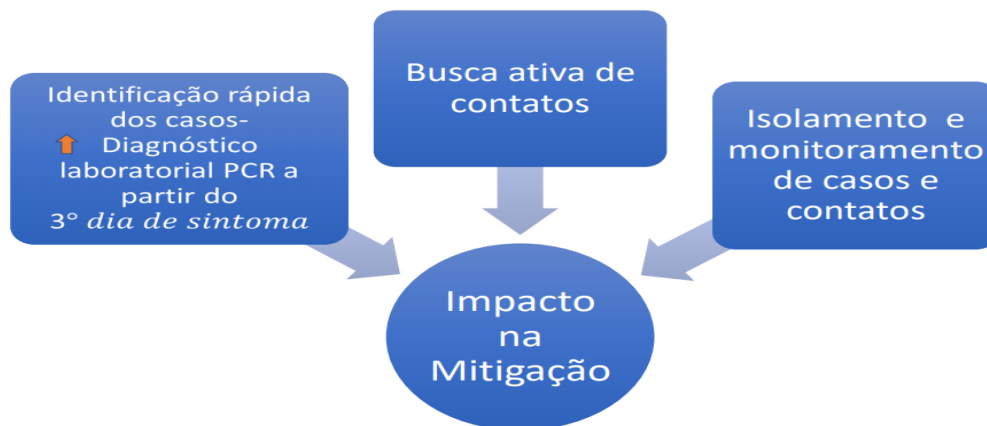 Identificação rápida
dos casos-
Diagnóstico
laboratorial PCR a
partir do
3° dia de sintoma
Busca ativa de
contatos
Isolamento e
monitoramento
de casos e
contatos
Impacto
na
Mitigação